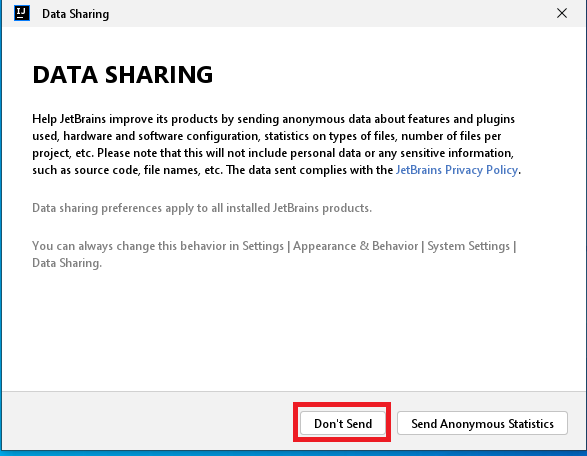 IJ
Data Sharing
DATA SHARING
Help JetBrains improve its products by sending anonymous data about features and plugins
used, hardware and software configuration, statistics on types of files, number of files per
project, etc. Please note that this will not include personal data or any sensitive information,
such as source code, file names, etc. The data sent complies with the JetBrains Privacy Policy.
Data sharing preferences apply to all installed JetBrains products.
You can always change this behavior in Settings | Appearance & Behavior | System Settings |
Data Sharing.
Don't Send
Send Anonymous Statistics